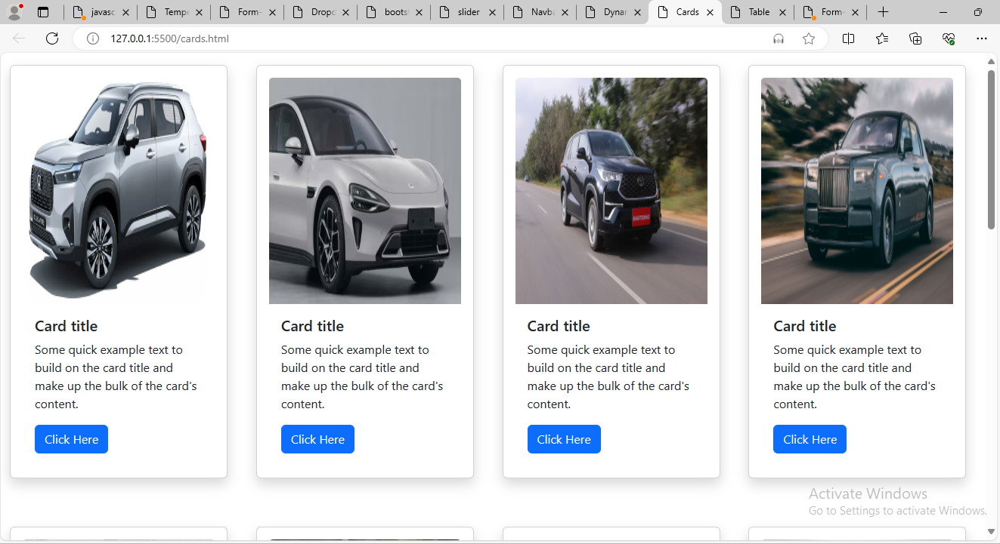 javasc
Tempe
Form-
Dropd
boots
slider
Navba
Dynar
Cards
Table
Form-
127.0.0.1:5500/cards.html
Card title
Some quick example text to
build on the card title and
make up the bulk of the card's
content.
Click Here
Card title
Some quick example text to
build on the card title and
make up the bulk of the card's
content.
Click Here
Card title
Some quick example text to
build on the card title and
make up the bulk of the card's
content.
Click Here
Card title
Some quick example text to
build on the card title and
make up the bulk of the card's
content.
Click Here
Activate Windows
Go to Settings to activate Windows.